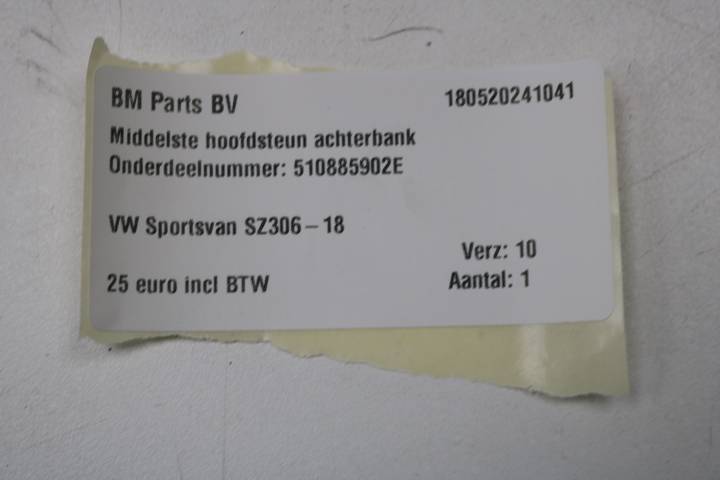 BM Parts BV 180520241041
Middelste hoofdsteun achterbank
Onderdeelnummer: 510885902E
VW Sportsvan SZ306-18
Verz: 10
25 euro incl BTW Aantal: 1